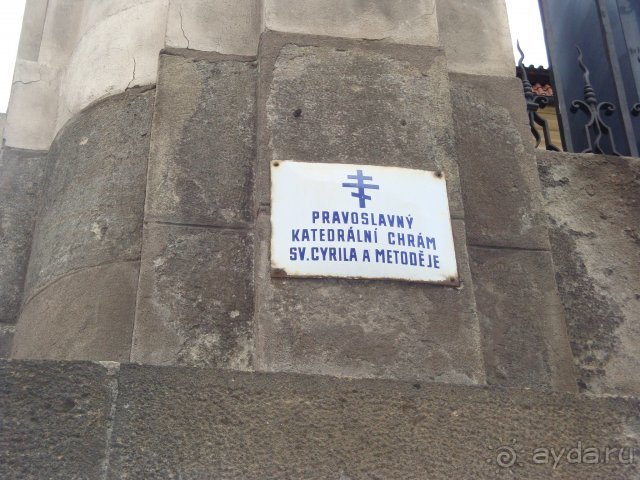 PRAVOSLAVNÝ
KATEDRÁLNÍ CHRÁM
SV. CYRILA A METODĚJE
ayda.ru